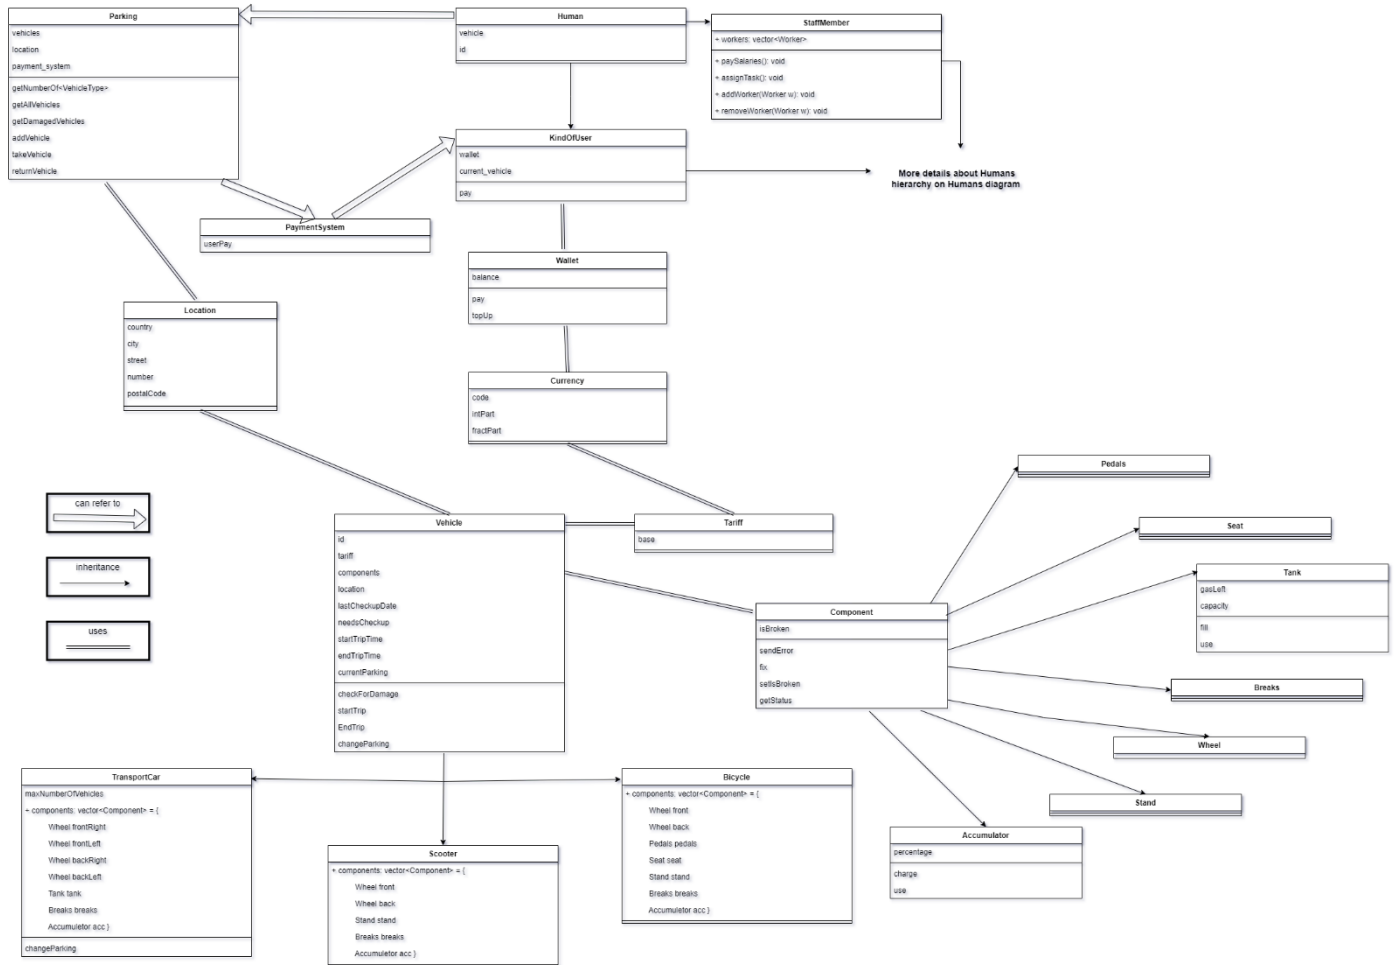 Parking
vehicles
location
payment_system
getNumberOf<VehicleType>
getAllVehicles
getDamagedVehicles
addVehicle
takeVehicle
returnVehicle
Human
vehicle
id
StaffMember
+ workers: vector<Worker>
+ paySalaries(): void
+ assignTask(): void
+ addWorker(Worker w): void
+ removeWorker(Worker w): void
KindOfUser
wallet
current_vehicle
pay
More details about Humans
hierarchy on Humans diagram
PaymentSystem
userPay
Wallet
balance
pay
topUp
Location
country
city
street
number
postalCode
Currency
code
intPart
fractPart
can refer to
inheritance
uses
Vehicle
id
tariff
components
location
lastCheckupDate
needsCheckup
startTripTime
endTripTime
currentParking
checkForDamage
startTrip
EndTrip
changeParking
Tariff
base
Component
isBroken
sendError
fix
setIsBroken
getStatus
Pedals
Seat
Tank
gasLeft
capacity
fill
use
Breaks
Wheel
Stand
Accumulator
percentage
charge
use
TransportCar
maxNumberOfVehicles
+ components: vector<Component> = {
Wheel frontRight
Wheel frontLeft
Wheel backRight
Wheel backLeft
Tank tank
Breaks breaks
Accumuletor acc }
changeParking
Scooter
+ components: vector<Component> = {
Wheel front
Wheel back
Stand stand
Breaks breaks
Accumuletor acc }
Bicycle
+ components: vector<Component> = {
Wheel front
Wheel back
Pedals pedals
Seat seat
Stand stand
Breaks breaks
Accumuletor acc }